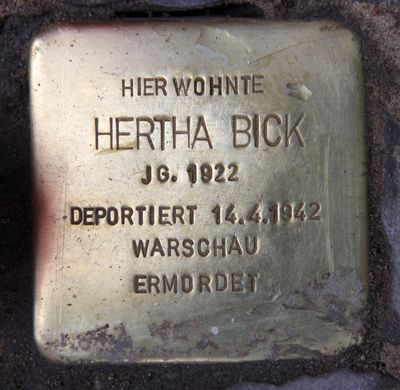 HIER WOHNTE
HERTHA BICK
JG. 1922
DEPORTIERT 14.4.1942
WARSCHAU
ERMORDET